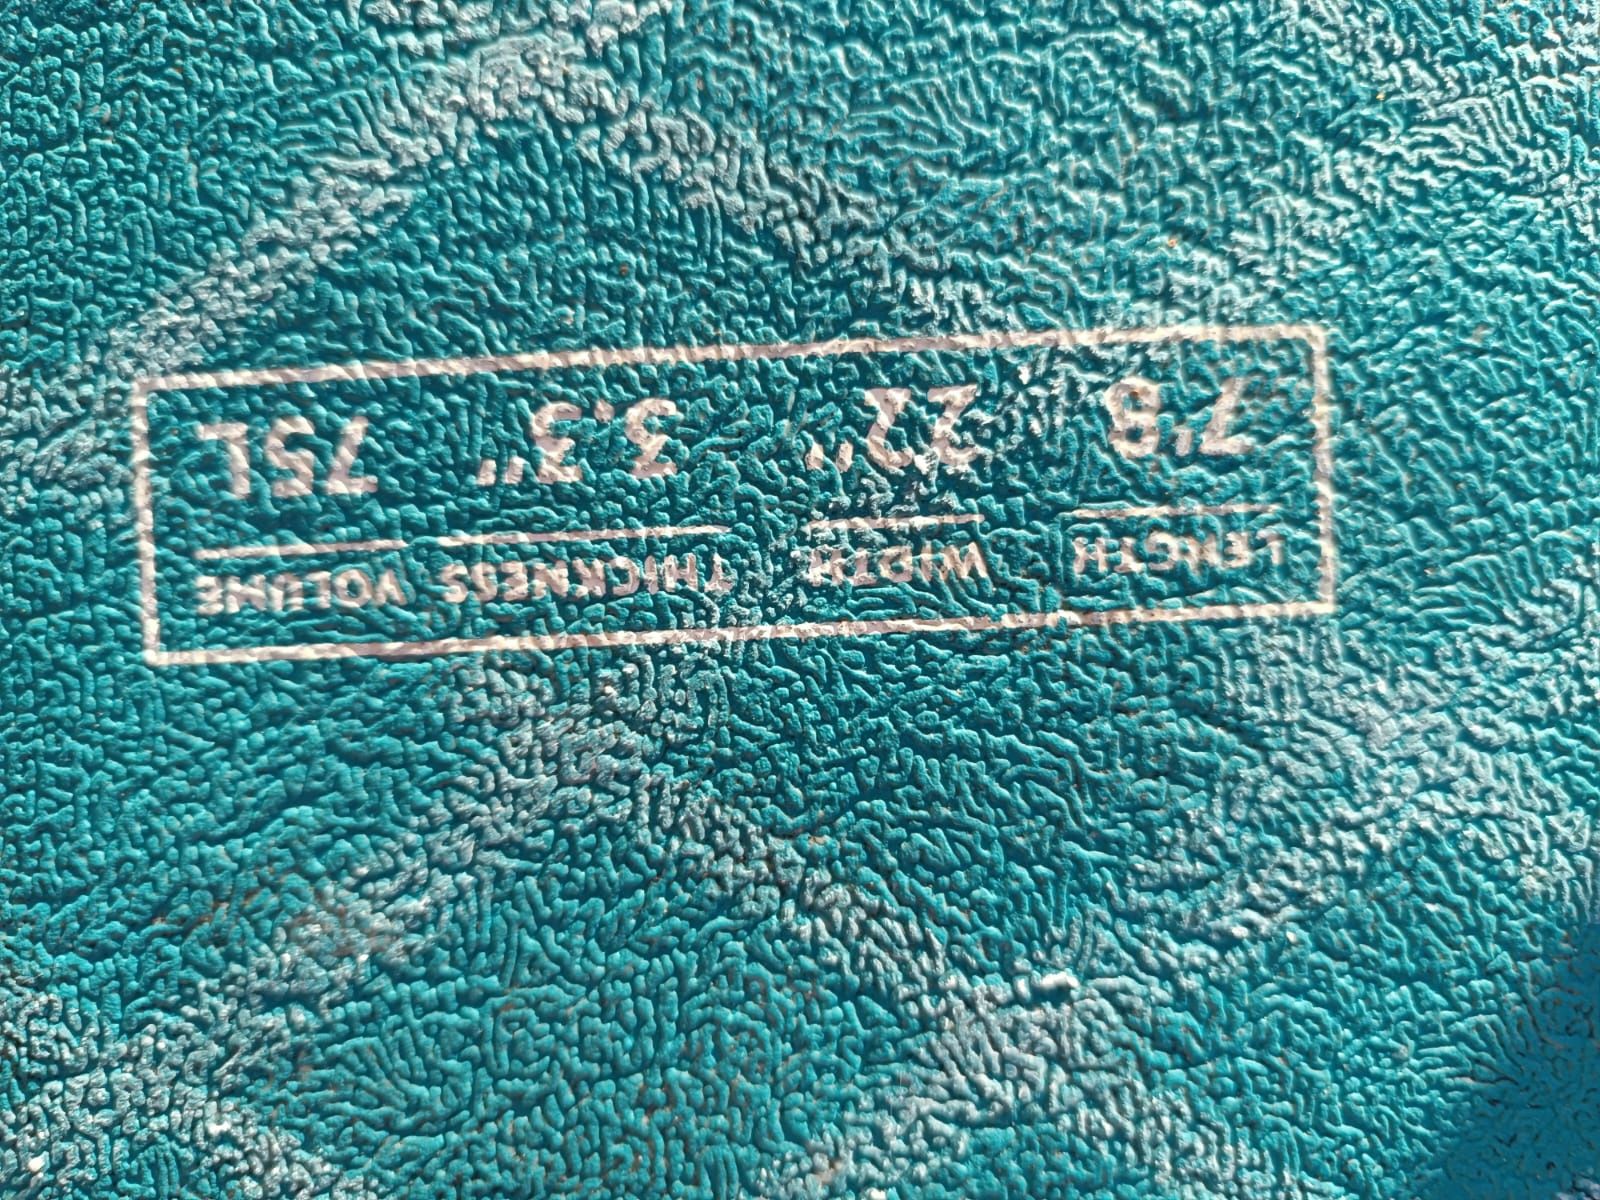 LENGTH WIDTH THICKNESS VOLUME
7'8 22" 3.3" 75L